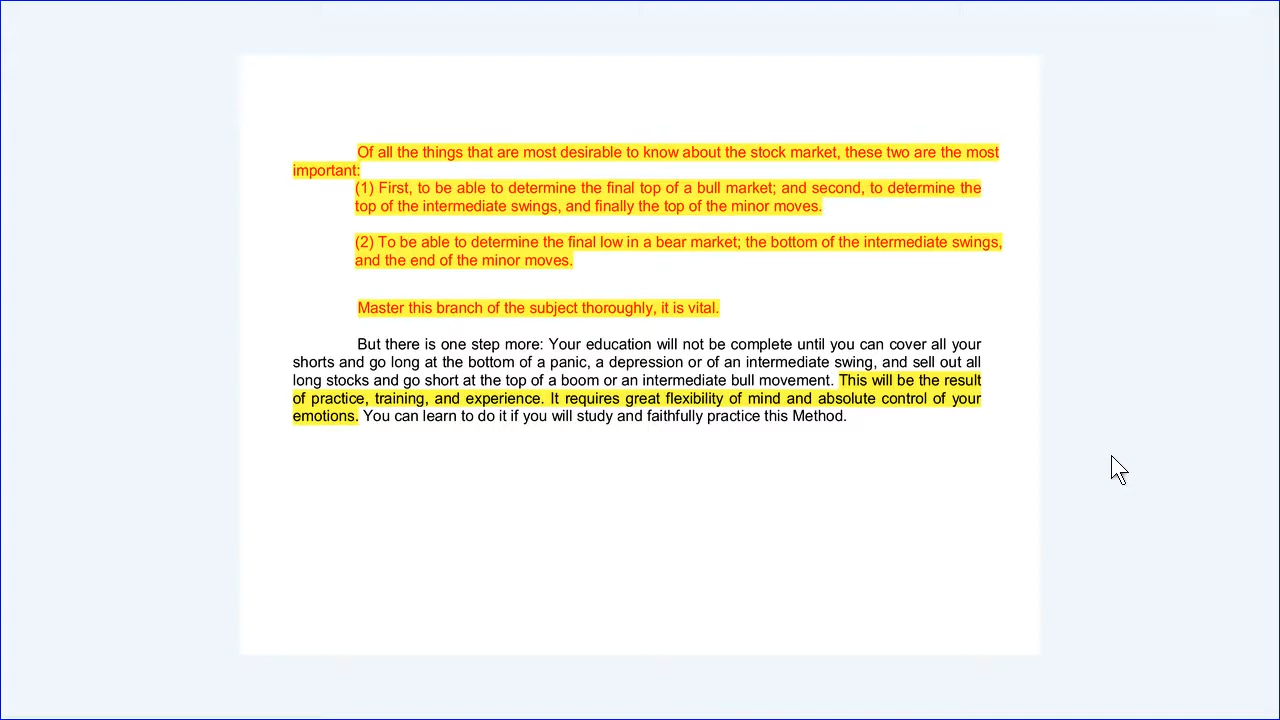 Of all the things that are most desirable to know about the stock market, these two are the most
important:
(1) First, to be able to determine the final top of a bull market; and second, to determine the
top of the intermediate swings, and finally the top of the minor moves.
(2) To be able to determine the final low in a bear market; the bottom of the intermediate swings,
and the end of the minor moves.
Master this branch of the subject thoroughly, it is vital.
But there is one step more: Your education will not be complete until you can cover all your
shorts and go long at the bottom of a panic, a depression or of an intermediate swing, and sell out all
long stocks and go short at the top of a boom or an intermediate bull movement. This will be the result
of practice, training, and experience. It requires great flexibility of mind and absolute control of your
emotions. You can learn to do it if you will study and faithfully practice this Method.